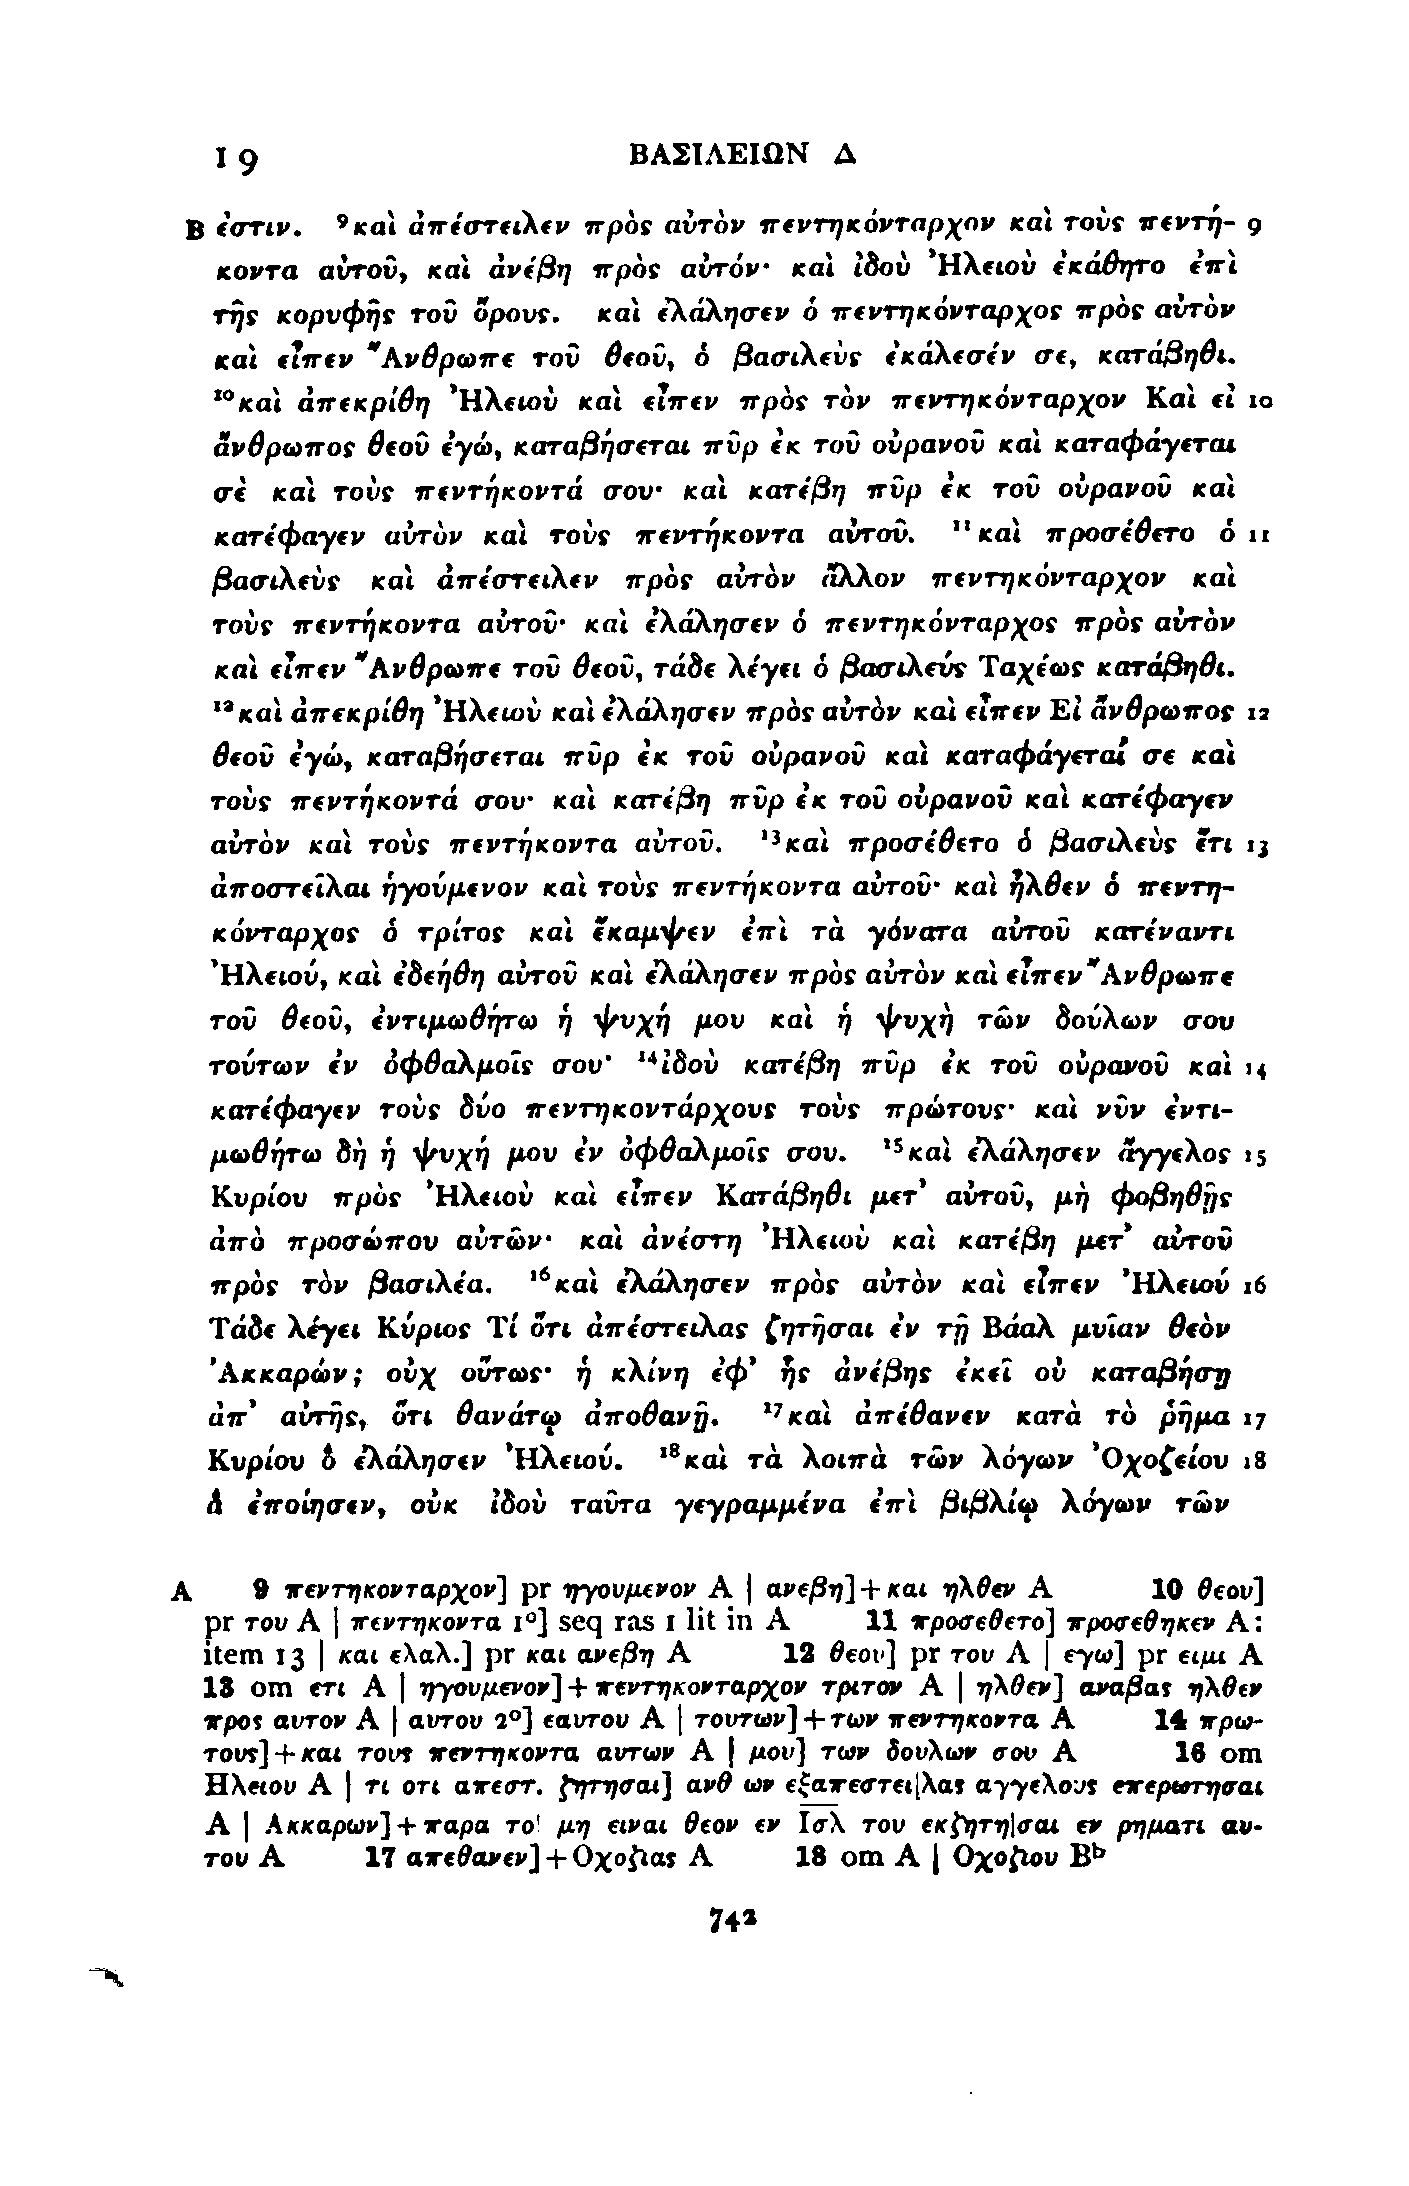 I 9 ΒΑΣΙΛΕΙΩΝ Δ
B ἐστιν. ⁹καὶ ἀπέστειλεν πρὸς αὐτὸν πεντηκόνταρχον καὶ τοὺς πεντή- 9
κοντα αὐτοῦ, καὶ ἀνέβη πρὸς αὐτόν· καὶ ἰδοὺ Ἠλειοὺ ἐκάθητο ἐπὶ
τῆς κορυφῆς τοῦ ὄρους. καὶ ἐλάλησεν ὁ πεντηκόνταρχος πρὸς αὐτὸν
καὶ εἶπεν Ἄνθρωπε τοῦ θεοῦ, ὁ βασιλεὺς ἐκάλεσέν σε, κατάβηθι.
¹⁰καὶ ἀπεκρίθη Ἠλειοὺ καὶ εἶπεν πρὸς τὸν πεντηκόνταρχον Καὶ εἰ 10
ἄνθρωπος θεοῦ ἐγώ, καταβήσεται πῦρ ἐκ τοῦ οὐρανοῦ καὶ καταφάγεται
σὲ καὶ τοὺς πεντήκοντά σου· καὶ κατέβη πῦρ ἐκ τοῦ οὐρανοῦ καὶ
κατέφαγεν αὐτὸν καὶ τοὺς πεντήκοντα αὐτοῦ. ¹¹καὶ προσέθετο ὁ 11
βασιλεὺς καὶ ἀπέστειλεν πρὸς αὐτὸν ἄλλον πεντηκόνταρχον καὶ
τοὺς πεντήκοντα αὐτοῦ· καὶ ἐλάλησεν ὁ πεντηκόνταρχος πρὸς αὐτὸν
καὶ εἶπεν Ἄνθρωπε τοῦ θεοῦ, τάδε λέγει ὁ βασιλεύς Ταχέως κατάβηθι.
¹²καὶ ἀπεκρίθη Ἠλειοὺ καὶ ἐλάλησεν πρὸς αὐτὸν καὶ εἶπεν Εἰ ἄνθρωπος 12
θεοῦ ἐγώ, καταβήσεται πῦρ ἐκ τοῦ οὐρανοῦ καὶ καταφάγεταί σε καὶ
τοὺς πεντήκοντά σου· καὶ κατέβη πῦρ ἐκ τοῦ οὐρανοῦ καὶ κατέφαγεν
αὐτὸν καὶ τοὺς πεντήκοντα αὐτοῦ. ¹³καὶ προσέθετο ὁ βασιλεὺς ἔτι 13
ἀποστεῖλαι ἡγούμενον καὶ τοὺς πεντήκοντα αὐτοῦ· καὶ ἦλθεν ὁ πεντη-
κόνταρχος ὁ τρίτος καὶ ἔκαμψεν ἐπὶ τὰ γόνατα αὐτοῦ κατέναντι
Ἠλειού, καὶ ἐδεήθη αὐτοῦ καὶ ἐλάλησεν πρὸς αὐτὸν καὶ εἶπεν Ἄνθρωπε
τοῦ θεοῦ, ἐντιμωθήτω ἡ ψυχή μου καὶ ἡ ψυχὴ τῶν δούλων σου
τούτων ἐν ὀφθαλμοῖς σου· ¹⁴ἰδοὺ κατέβη πῦρ ἐκ τοῦ οὐρανοῦ καὶ 14
κατέφαγεν τοὺς δύο πεντηκοντάρχους τοὺς πρώτους· καὶ νῦν ἐντι-
μωθήτω δὴ ἡ ψυχή μου ἐν ὀφθαλμοῖς σου. ¹⁵καὶ ἐλάλησεν ἄγγελος 15
Κυρίου πρὸς Ἠλειοὺ καὶ εἶπεν Κατάβηθι μετ᾽ αὐτοῦ, μὴ φοβηθῇς
ἀπὸ προσώπου αὐτῶν· καὶ ἀνέστη Ἠλειοὺ καὶ κατέβη μετ᾽ αὐτοῦ
πρὸς τὸν βασιλέα. ¹⁶καὶ ἐλάλησεν πρὸς αὐτὸν καὶ εἶπεν Ἠλειού 16
Τάδε λέγει Κύριος Τί ὅτι ἀπέστειλας ζητῆσαι ἐν τῇ Βάαλ μυῖαν θεὸν
Ἀκκαρών; οὐχ οὕτως· ἡ κλίνη ἐφ᾽ ἧς ἀνέβης ἐκεῖ οὐ καταβήσῃ
ἀπ᾽ αὐτῆς, ὅτι θανάτῳ ἀποθανῇ. ¹⁷καὶ ἀπέθανεν κατὰ τὸ ῥῆμα 17
Κυρίου ὃ ἐλάλησεν Ἠλειού. ¹⁸καὶ τὰ λοιπὰ τῶν λόγων Ὀχοζείου 18
ἃ ἐποίησεν, οὐκ ἰδοὺ ταῦτα γεγραμμένα ἐπὶ βιβλίῳ λόγων τῶν
A 9 πεντηκονταρχον] pr ηγουμενον A | ανεβη]+και ηλθεν A 10 θεου]
pr του A | πεντηκοντα 1°] seq ras 1 lit in A 11 προσεθετο] προσεθηκεν A:
item 13 | και ελαλ.] pr και ανεβη A 12 θεου] pr του A | εγω] pr ειμι A
13 om ετι A | ηγουμενον]+πεντηκονταρχον τριτον A | ηλθεν] αναβας ηλθεν
προς αυτον A | αυτου 2°] εαυτου A | τουτων]+των πεντηκοντα A 14 πρω-
τους]+και τους πεντηκοντα αυτων A | μου] των δουλων σου A 16 om
Ηλειου A | τι οτι απεστ. ζητησαι] ανθ ων εξαπεστει|λας αγγελους επερωτησαι
A | Ακκαρων]+παρα το| μη ειναι θεον εν Ισλ του εκζητη|σαι εν ρηματι αυ-
του A 17 απεθανεν]+Οχοζιας A 18 om A | Οχοζιου Bᵇ
742